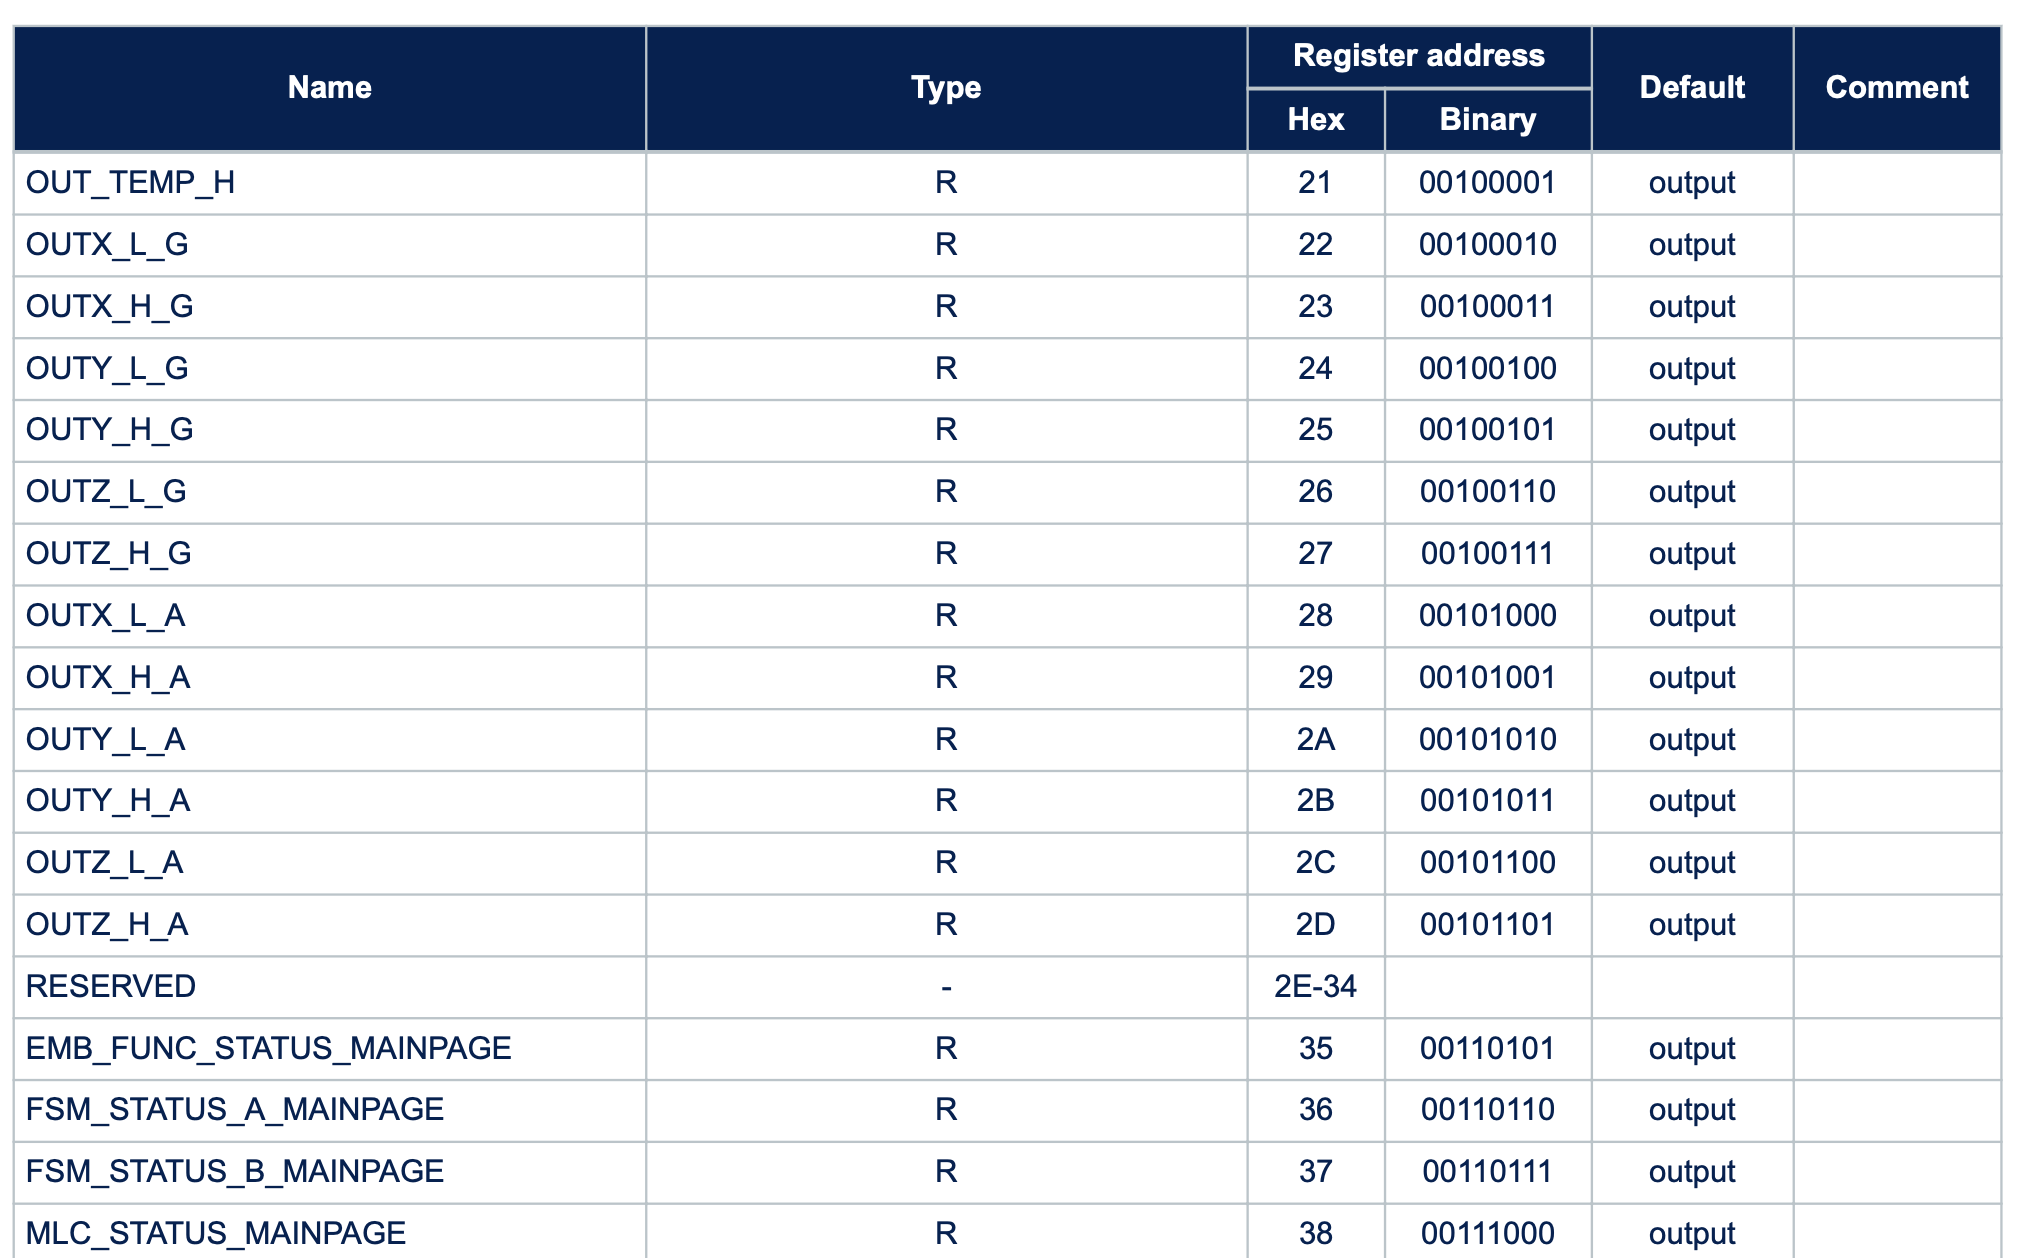 Name Type Register address Default Comment
Hex Binary
OUT_TEMP_H R 21 00100001 output
OUTX_L_G R 22 00100010 output
OUTX_H_G R 23 00100011 output
OUTY_L_G R 24 00100100 output
OUTY_H_G R 25 00100101 output
OUTZ_L_G R 26 00100110 output
OUTZ_H_G R 27 00100111 output
OUTX_L_A R 28 00101000 output
OUTX_H_A R 29 00101001 output
OUTY_L_A R 2A 00101010 output
OUTY_H_A R 2B 00101011 output
OUTZ_L_A R 2C 00101100 output
OUTZ_H_A R 2D 00101101 output
RESERVED - 2E-34
EMB_FUNC_STATUS_MAINPAGE R 35 00110101 output
FSM_STATUS_A_MAINPAGE R 36 00110110 output
FSM_STATUS_B_MAINPAGE R 37 00110111 output
MLC_STATUS_MAINPAGE R 38 00111000 output